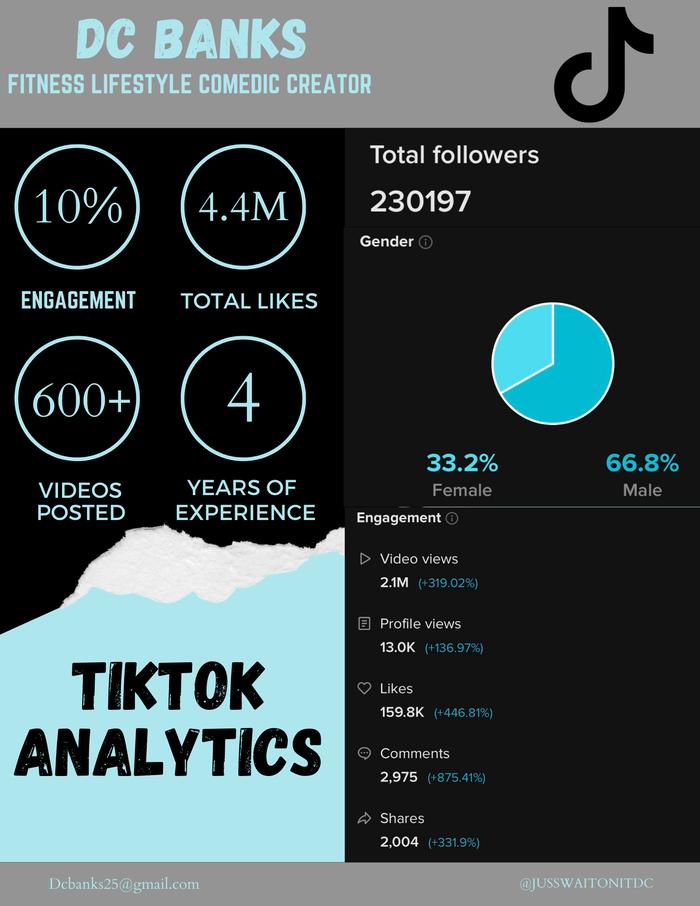 DC BANKS
FITNESS LIFESTYLE COMEDIC CREATOR
10%
4.4M
ENGAGEMENT
TOTAL LIKES
600+
4
VIDEOS
POSTED
YEARS OF
EXPERIENCE
TIKTOK
ANALYTICS
Total followers
230197
Gender
33.2%
Female
66.8%
Male
Engagement
Video views
2.1M (+319.02%)
Profile views
13.0K (+136.97%)
Likes
159.8K (+446.81%)
Comments
2,975 (+875.41%)
Shares
2,004 (+331.9%)
Dcbanks25@gmail.com
@JUSSWAITONITDC